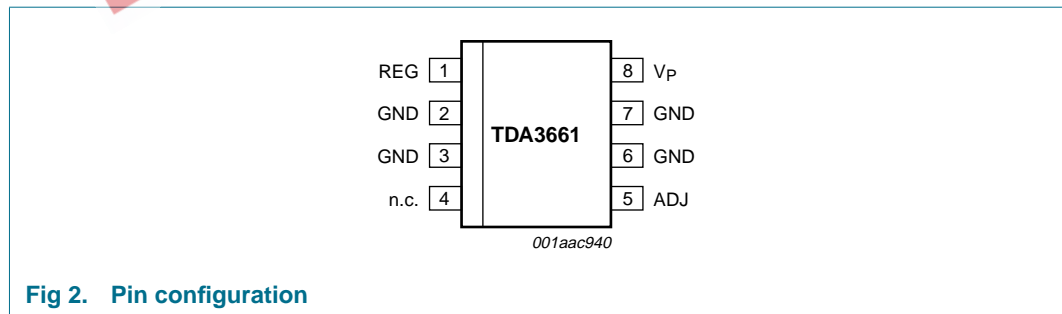 REG 1 8 VP
GND 2 7 GND
TDA3661
GND 3 6 GND
n.c. 4 5 ADJ
001aac940
Fig 2. Pin configuration